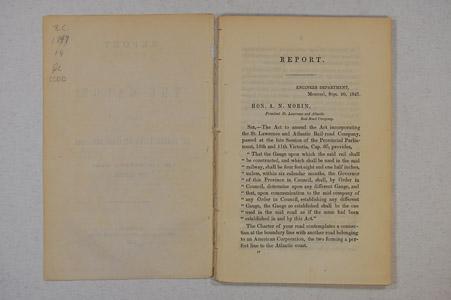 REPORT.
ENGINEER DEPARTMENT,
Montreal, Sept. 20, 1847.
HON. A. N. MORIN,
President St. Lawrence and Atlantic
Rail Road Company.
SIR,—The Act to amend the Act incorporating
the St. Lawrence and Atlantic Rail-road Company,
passed at the late Session of the Provincial Parlia-
ment, 10th and 11th Victoria, Cap. 65, provides,
" That the Gauge upon which the said rail shall
" be constructed, and which shall be used in the said
" railway, shall be four feet eight and one half inches,
" unless, within six calendar months, the Governor
" of this Province in Council, shall, by Order in
" Council, determine upon any different Gauge, and
" that, upon communication to the said company of
" any Order in Council, establishing any different
" Gauge, the Gauge so established shall be the one
" used in the said road as if the same had been
" established in and by this Act."
The Charter of your road contemplates a connec-
tion at the boundary line with another road belonging
to an American Corporation, the two forming a per-
fect line to the Atlantic coast.